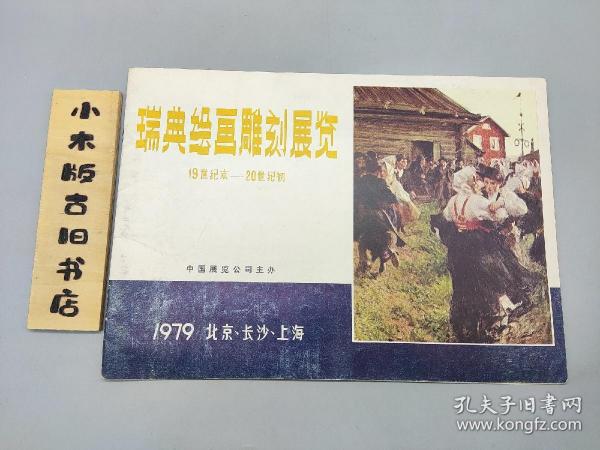 小木版古旧书店
瑞典绘画雕刻展览
19世纪末—20世纪初
中国展览公司主办
1979 北京、长沙、上海
孔夫子旧书网
www.kongfz.com